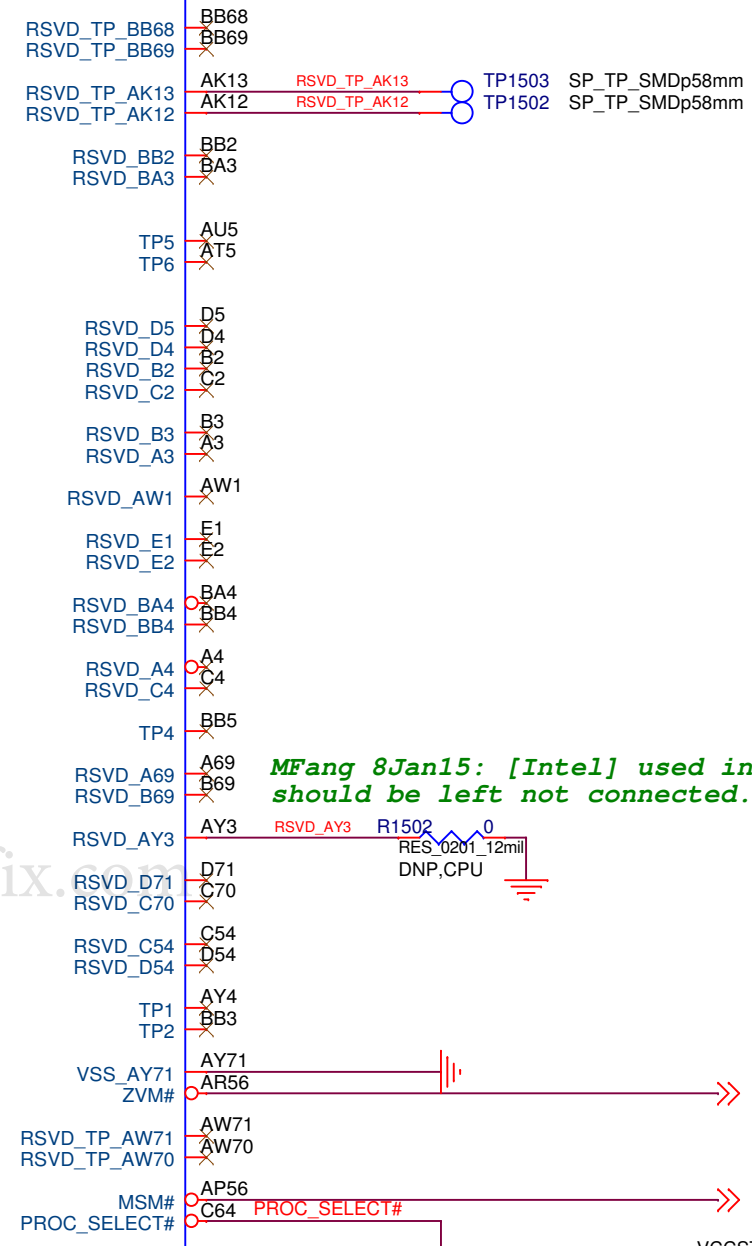 BB68
RSVD_TP_BB68
BB69
RSVD_TP_BB69
AK13 RSVD_TP_AK13 TP1503 SP_TP_SMDp58mm
RSVD_TP_AK13
AK12 RSVD_TP_AK12 TP1502 SP_TP_SMDp58mm
RSVD_TP_AK12
BB2
RSVD_BB2
BA3
RSVD_BA3
AU5
TP5
AT5
TP6
D5
RSVD_D5
D4
RSVD_D4
B2
RSVD_B2
C2
RSVD_C2
B3
RSVD_B3
A3
RSVD_A3
AW1
RSVD_AW1
E1
RSVD_E1
E2
RSVD_E2
BA4
RSVD_BA4
BB4
RSVD_BB4
A4
RSVD_A4
C4
RSVD_C4
BB5
TP4
A69
RSVD_A69
B69
RSVD_B69
MFang 8Jan15: [Intel] used in
should be left not connected.
AY3 RSVD_AY3 R1502 0
RSVD_AY3
RES_0201_12mil
DNP,CPU
ix.com
D71
RSVD_D71
C70
RSVD_C70
C54
RSVD_C54
D54
RSVD_D54
AY4
TP1
BB3
TP2
AY71
VSS_AY71
AR56
ZVM#
AW71
RSVD_TP_AW71
AW70
RSVD_TP_AW70
AP56
MSM#
C64 PROC_SELECT#
PROC_SELECT#